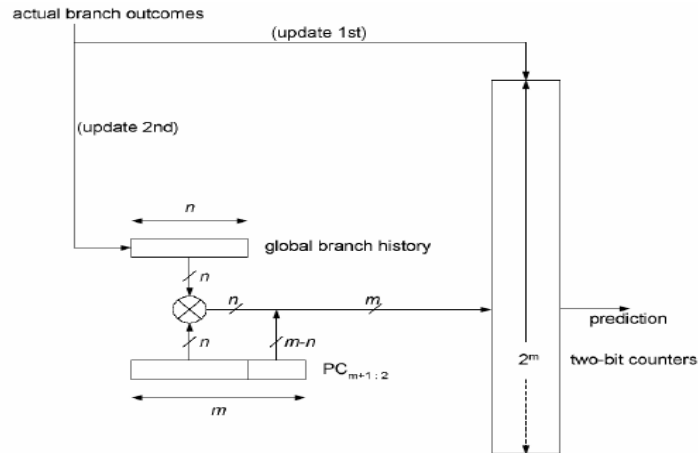 actual branch outcomes
(update 1st)
(update 2nd)
n
global branch history
n
n
m
prediction
n
m-n
PCm+1 : 2
2m
two-bit counters
m